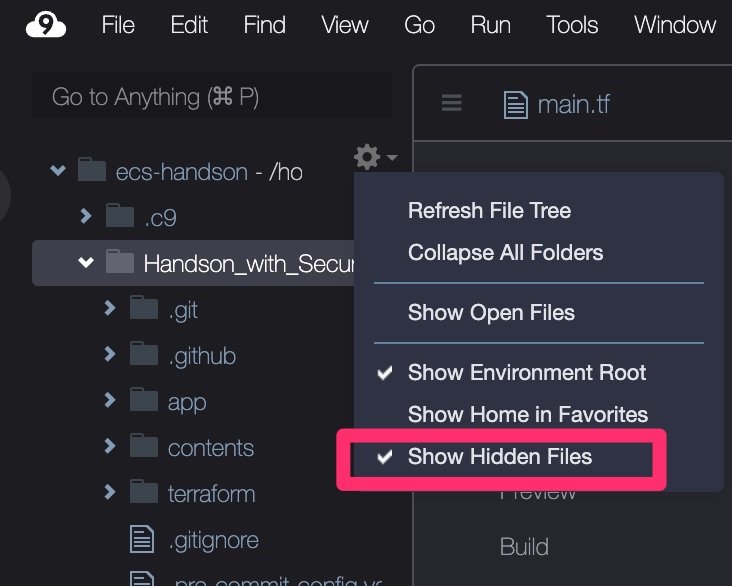 9 File Edit Find View Go Run Tools Window
Go to Anything (⌘ P)
main.tf
ecs-handson - /ho
.c9
Handson_with_Secur
.git
.github
app
contents
terraform
.gitignore
.pre-commit-config.y
Refresh File Tree
Collapse All Folders
Show Open Files
Show Environment Root
Show Home in Favorites
Show Hidden Files
Preview
Build